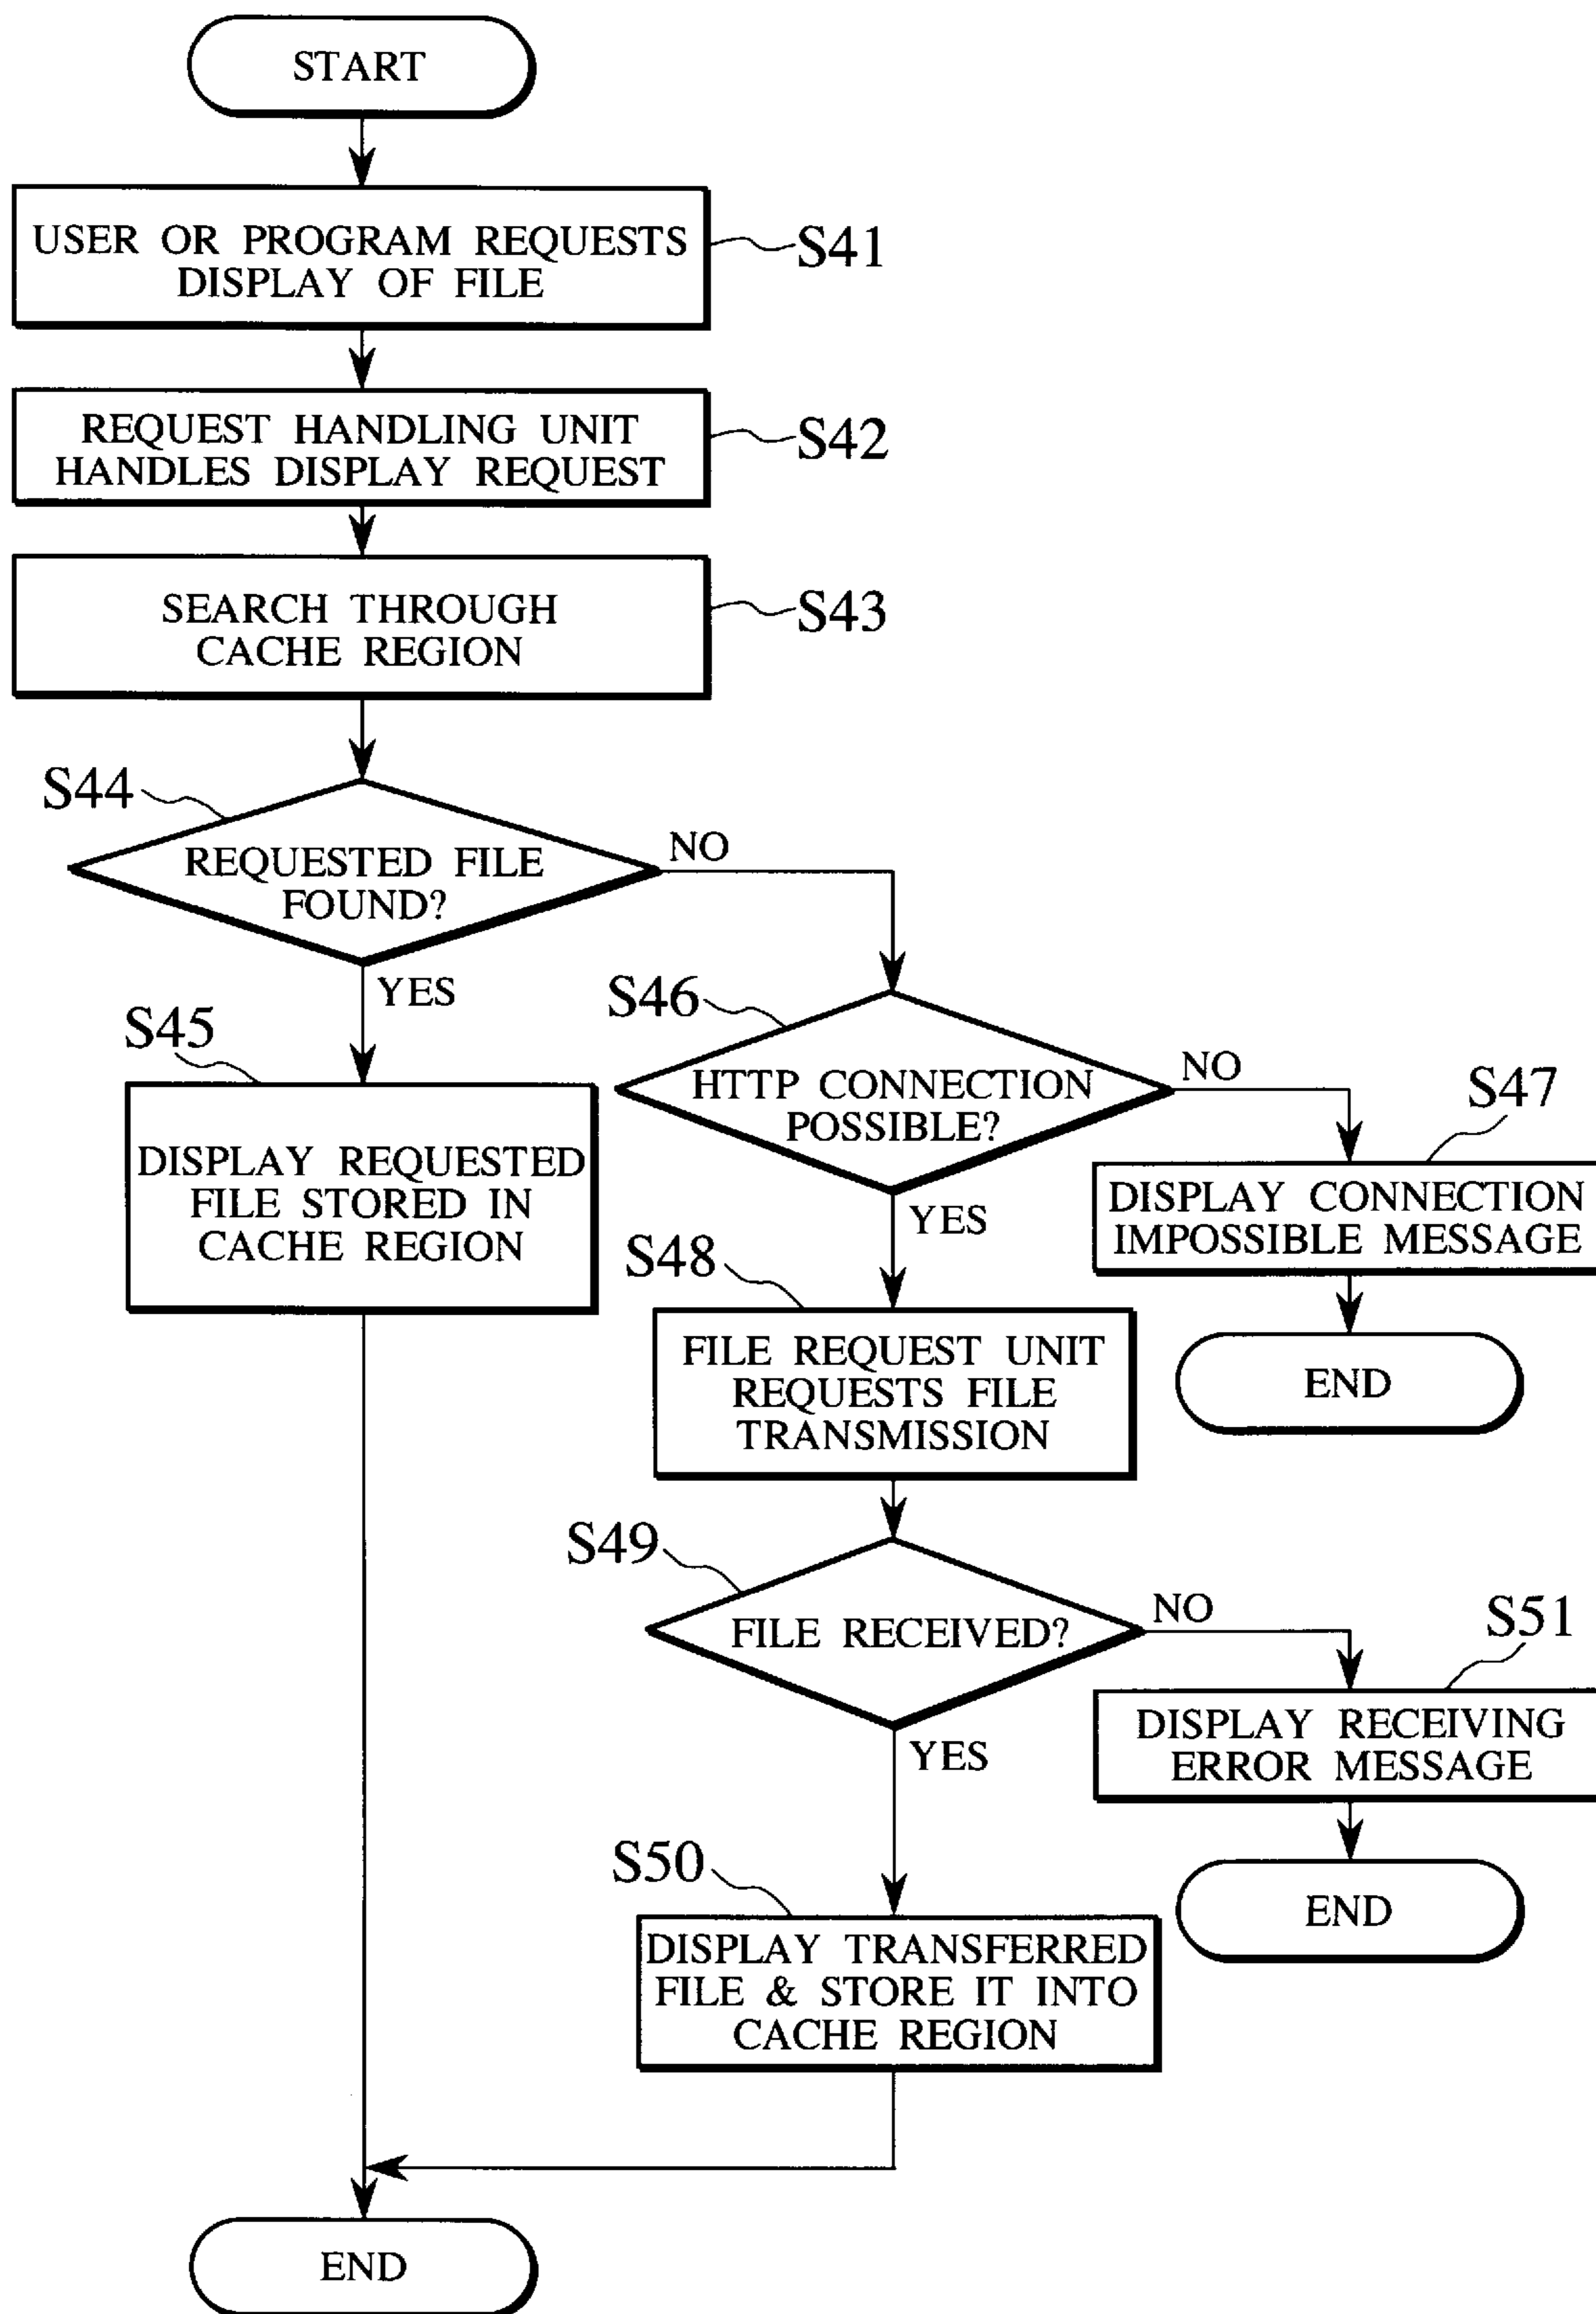 START
USER OR PROGRAM REQUESTS
DISPLAY OF FILE
S41
REQUEST HANDLING UNIT
HANDLES DISPLAY REQUEST
S42
SEARCH THROUGH
CACHE REGION
S43
S44
REQUESTED FILE
FOUND?
NO
YES
S45
DISPLAY REQUESTED
FILE STORED IN
CACHE REGION
S46
HTTP CONNECTION
POSSIBLE?
NO
YES
S47
DISPLAY CONNECTION
IMPOSSIBLE MESSAGE
END
S48
FILE REQUEST UNIT
REQUESTS FILE
TRANSMISSION
S49
FILE RECEIVED?
NO
YES
S51
DISPLAY RECEIVING
ERROR MESSAGE
END
S50
DISPLAY TRANSFERRED
FILE & STORE IT INTO
CACHE REGION
END